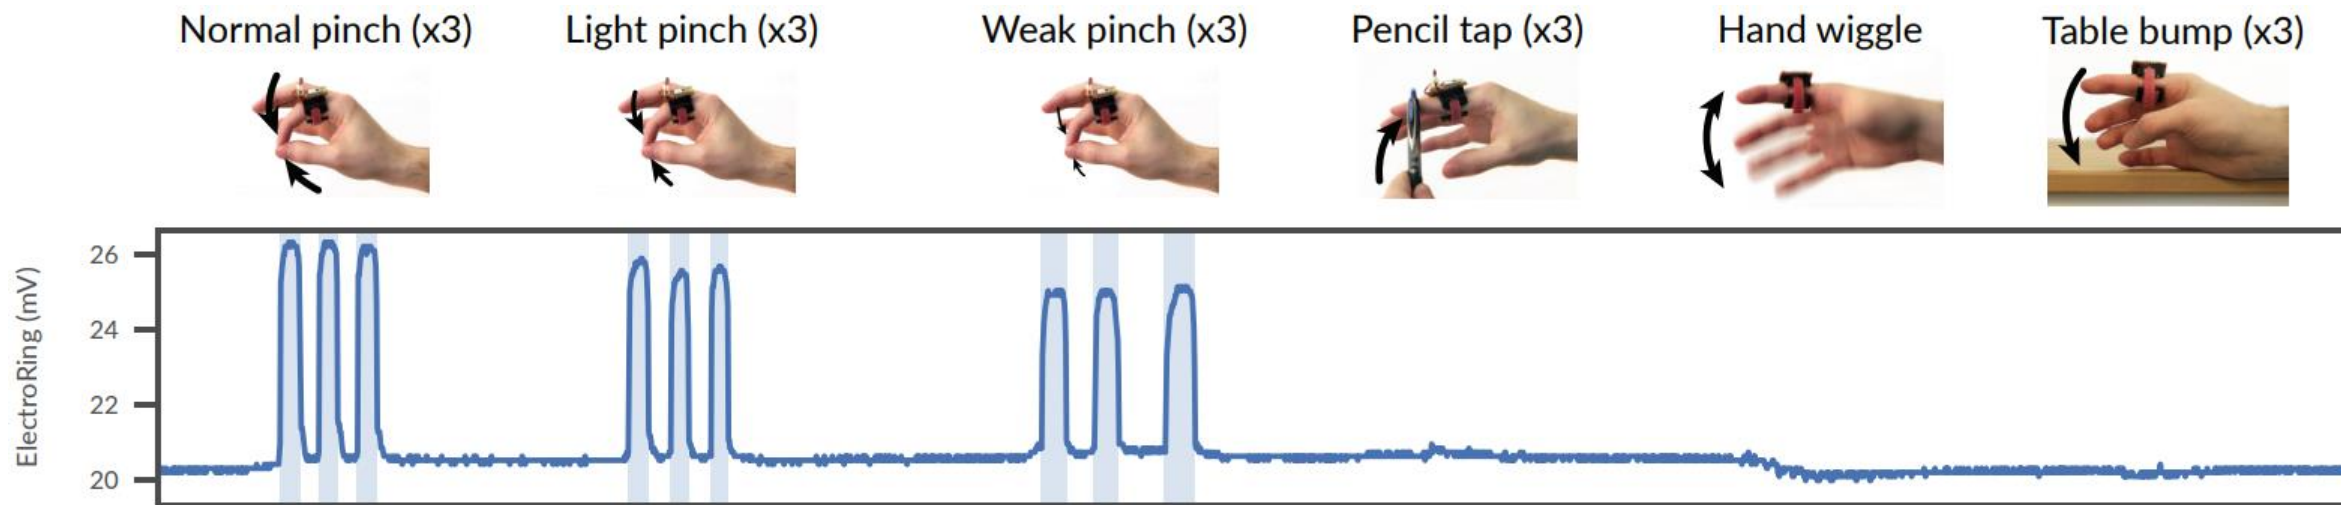 Normal pinch (x3)
Light pinch (x3)
Weak pinch (x3)
Pencil tap (x3)
Hand wiggle
Table bump (x3)
ElectroRing (mV)
26
24
22
20